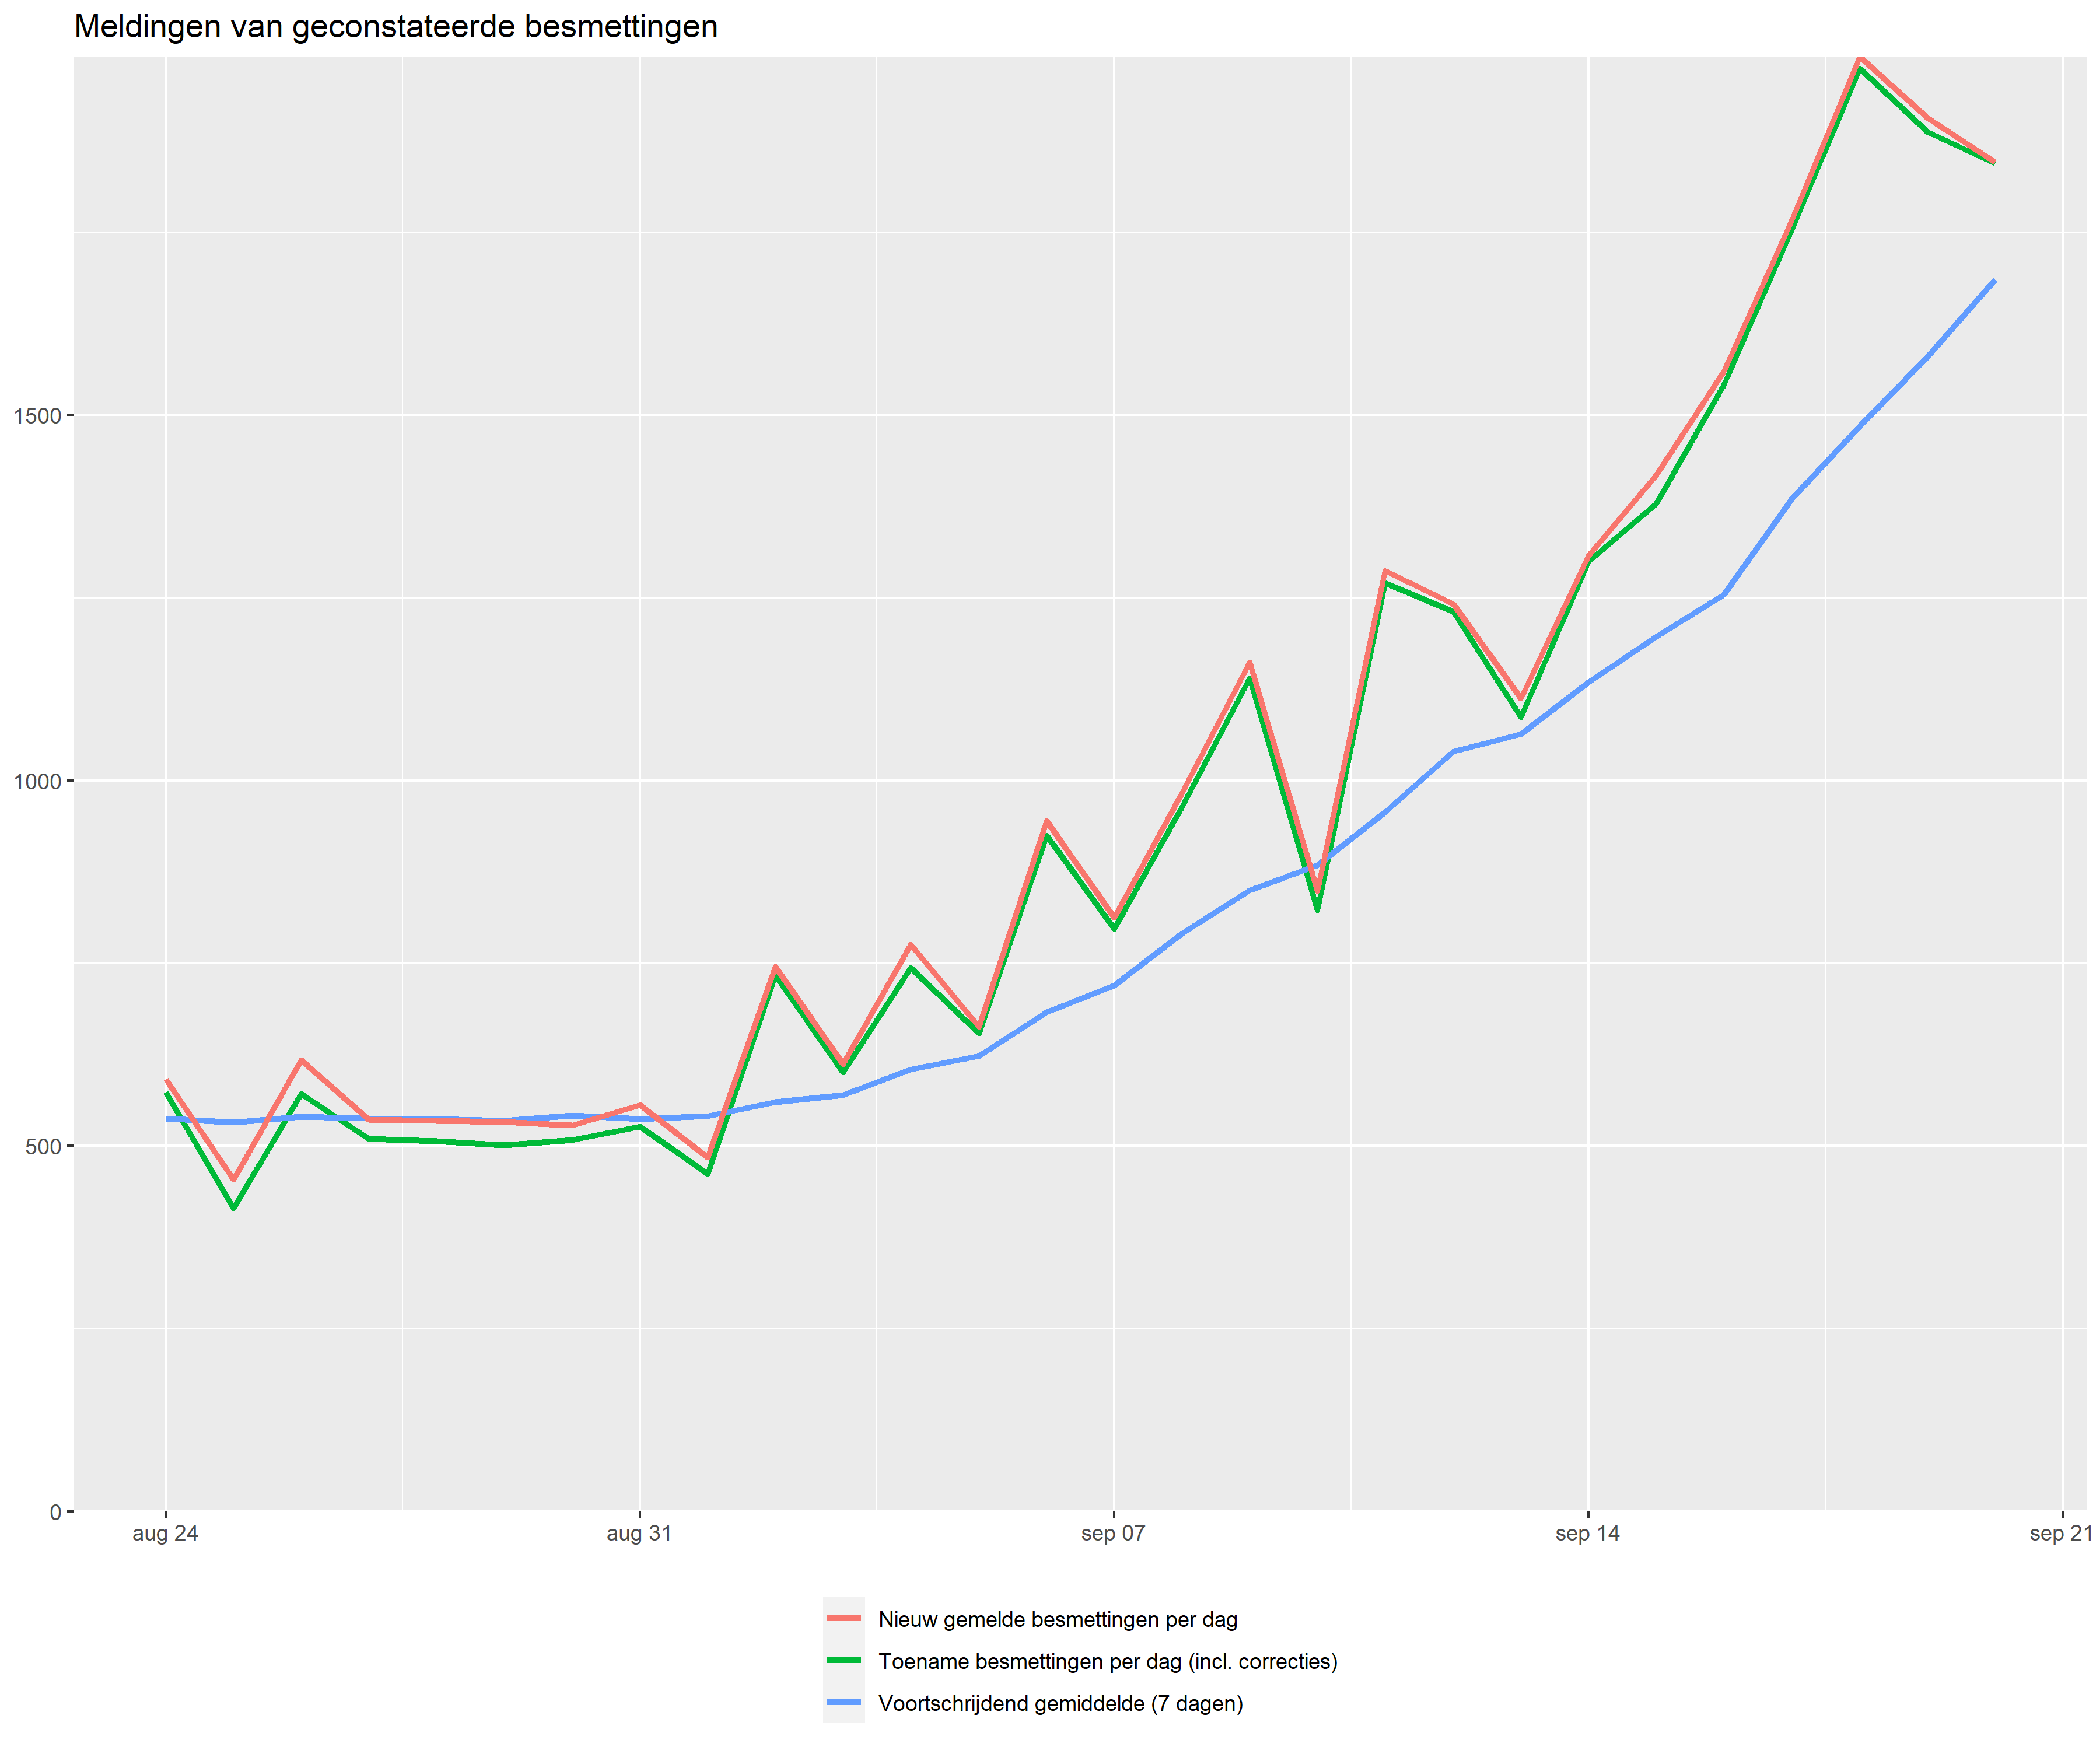 Meldingen van geconstateerde besmettingen
1500
1000
500
0
aug 24
aug 31
sep 07
sep 14
sep 21
Nieuw gemelde besmettingen per dag
Toename besmettingen per dag (incl. correcties)
Voortschrijdend gemiddelde (7 dagen)